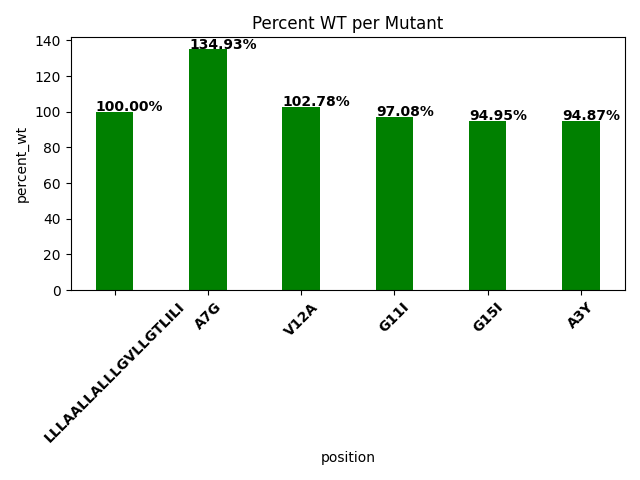 Percent WT per Mutant
percent_wt
140
120
100
80
60
40
20
0
100.00%
134.93%
102.78%
97.08%
94.95%
94.87%
LLLAALLALLLGVLLGTLILI
A7G
V12A
G11I
G15I
A3Y
position